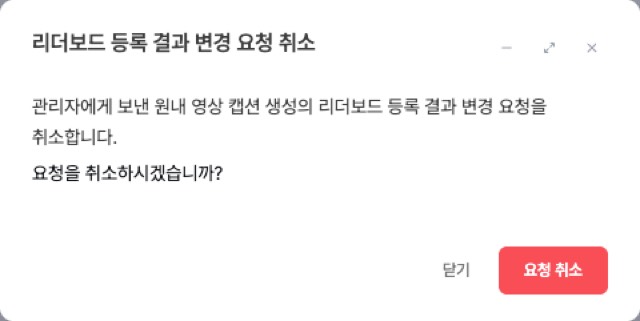 리더보드 등록 결과 변경 요청 취소
관리자에게 보낸 원내 영상 캡션 생성의 리더보드 등록 결과 변경 요청을
취소합니다.
요청을 취소하시겠습니까?
닫기
요청 취소